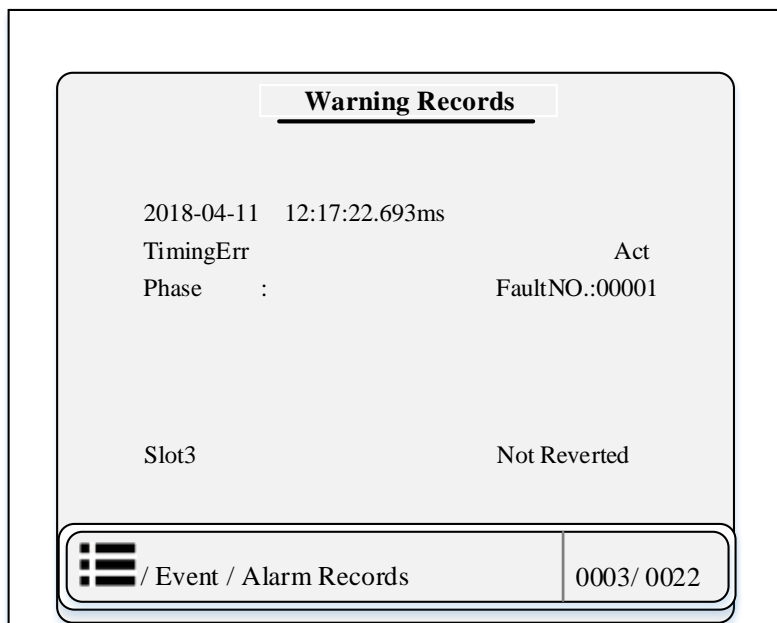 Warning Records
2018-04-11 12:17:22.693ms
TimingErr Act
Phase : FaultNO.:00001
Slot3 Not Reverted
/ Event / Alarm Records 0003/ 0022